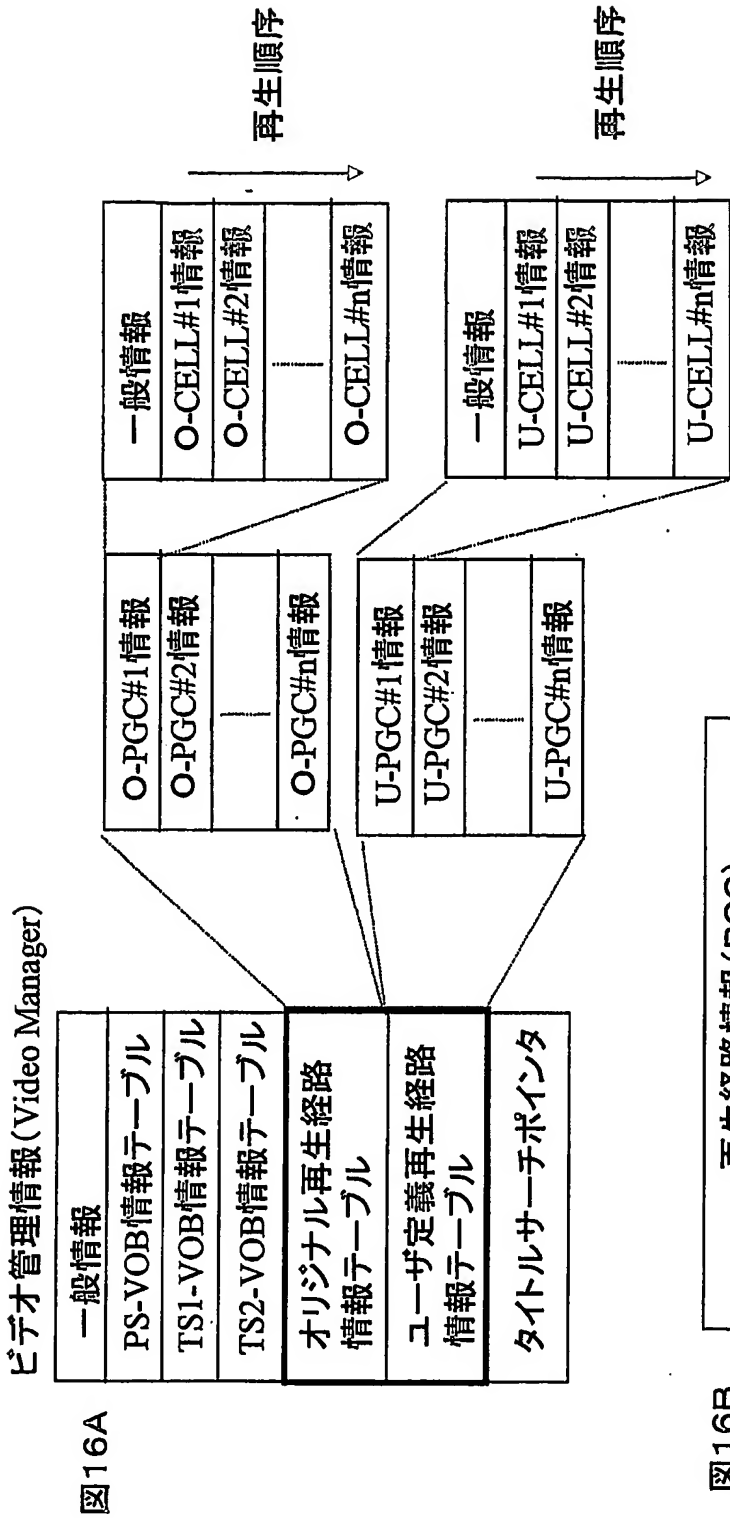 図16A
ビデオ管理情報(Video Manager)
一般情報
PS-VOB情報テーブル
TS1-VOB情報テーブル
TS2-VOB情報テーブル
オリジナル再生経路
情報テーブル
ユーザ定義再生経路
情報テーブル
タイトルサーチポインタ
O-PGC#1情報
O-PGC#2情報
O-PGC#n情報
U-PGC#1情報
U-PGC#2情報
U-PGC#n情報
一般情報
O-CELL#1情報
O-CELL#2情報
O-CELL#n情報
再生順序
一般情報
U-CELL#1情報
U-CELL#2情報
U-CELL#n情報
再生順序
図16B
再生経路情報(PGC)